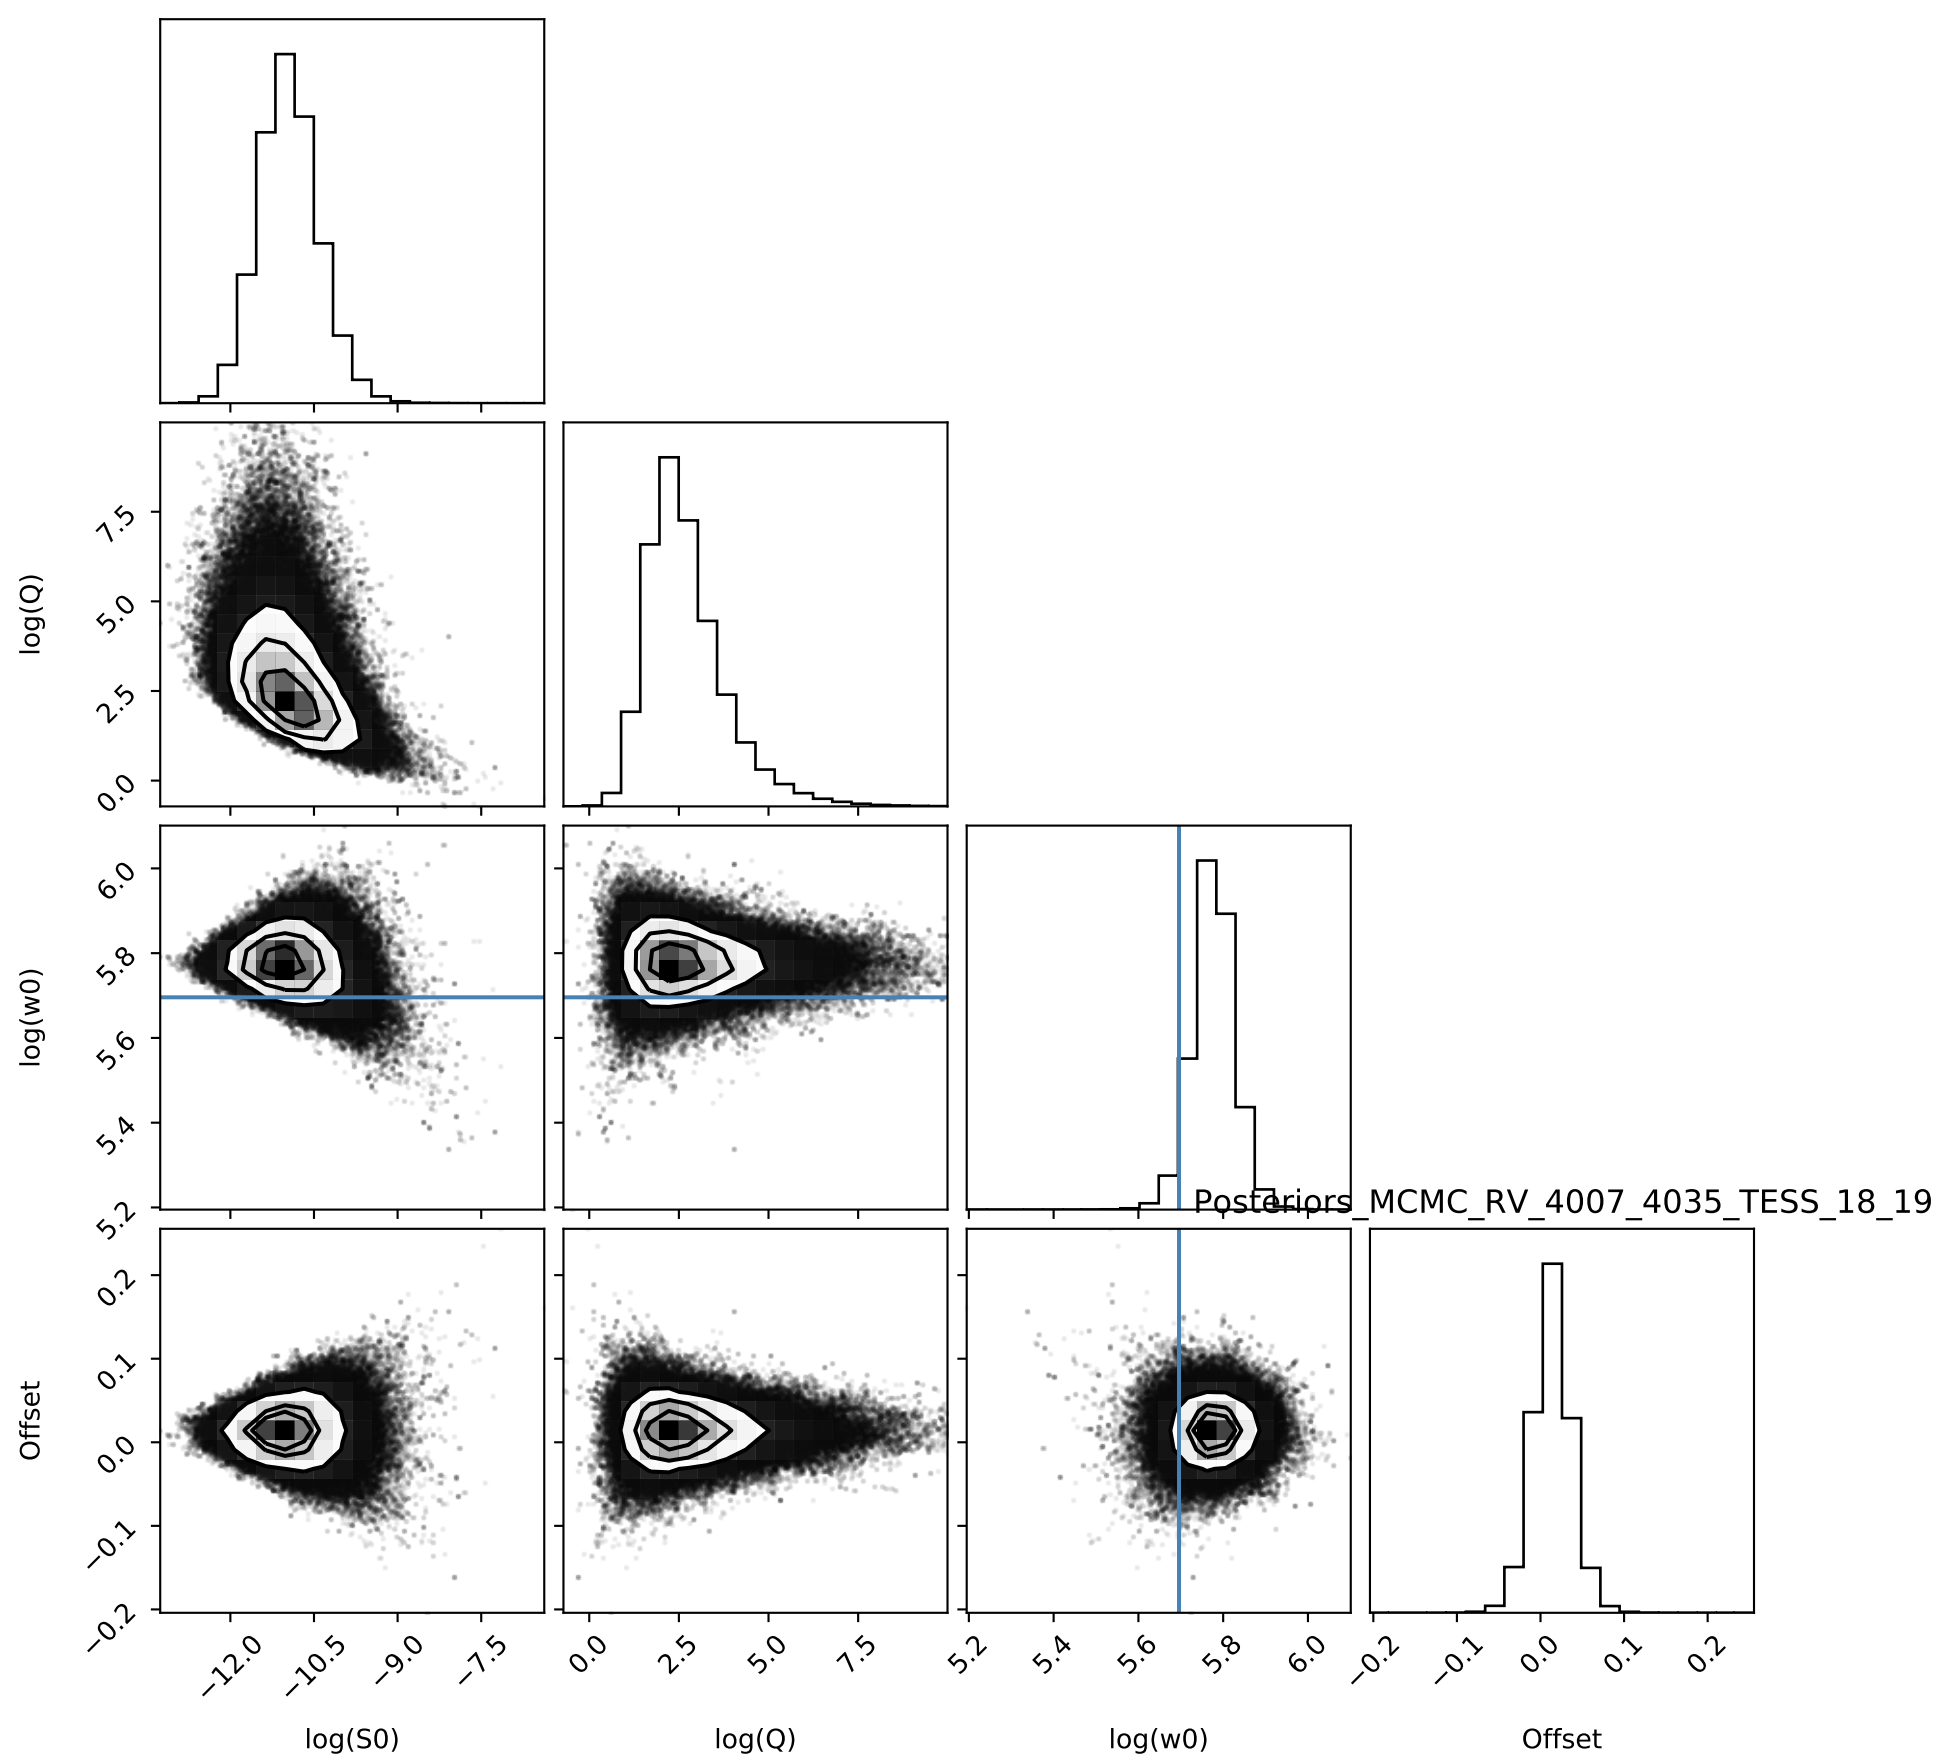 log(Q)
7.5
5.0
2.5
0.0
log(w0)
6.0
5.8
5.6
5.4
5.2
Posteriors_MCMC_RV_4007_4035_TESS_18_19
Offset
0.2
0.1
0.0
−0.1
−0.2
−12.0 −10.5 −9.0 −7.5 0.0 2.5 5.0 7.5 5.2 5.4 5.6 5.8 6.0 −0.2 −0.1 0.0 0.1 0.2
log(S0) log(Q) log(w0) Offset